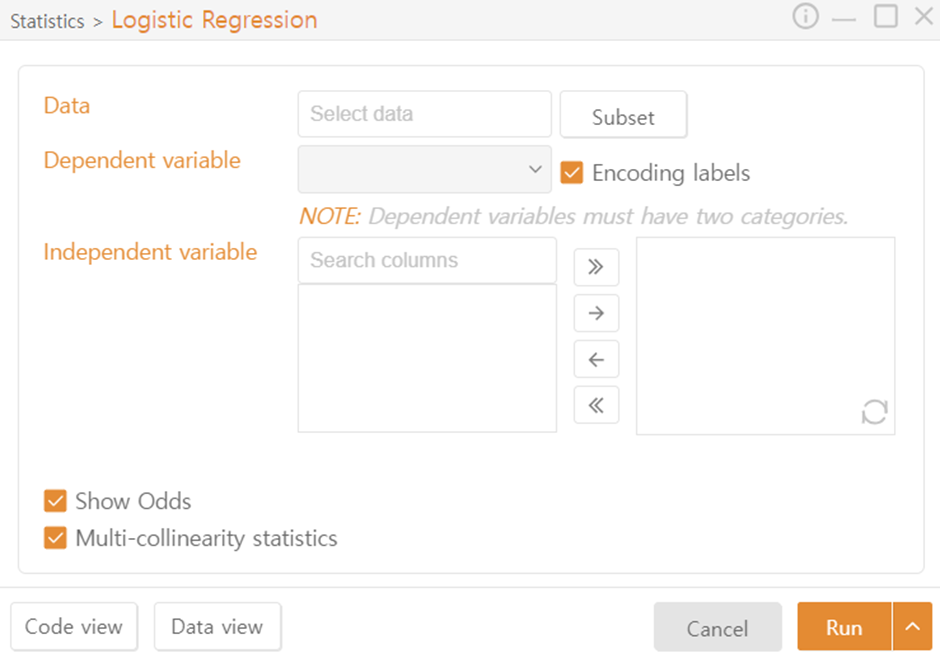 Statistics > Logistic Regression
Data
Select data
Subset
Dependent variable
Encoding labels
NOTE: Dependent variables must have two categories.
Independent variable
Search columns
Show Odds
Multi-collinearity statistics
Code view
Data view
Cancel
Run